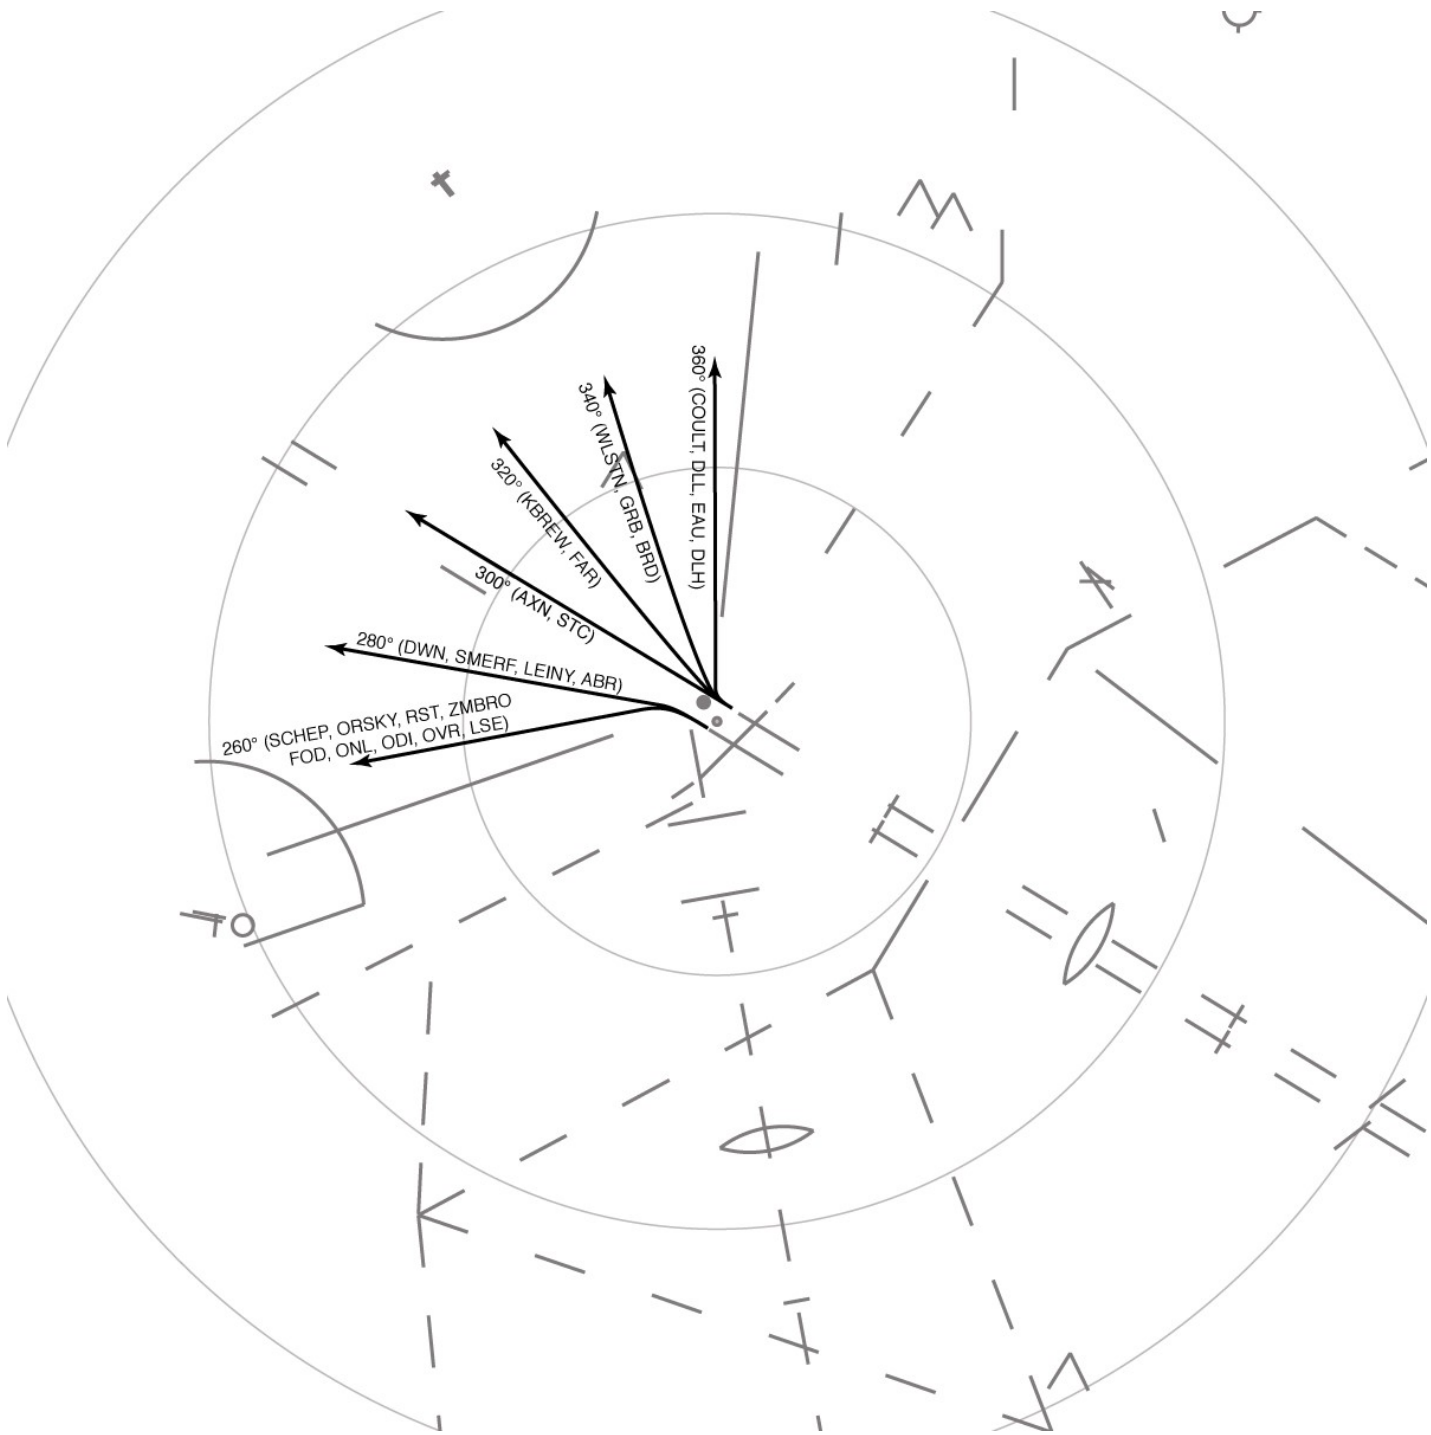 360° (COULT, DLL, EAU, DLH)
340° (WLSTN, GRB, BRD)
320° (KBREW, FAR)
300° (AXN, STC)
280° (DWN, SMERF, LEINY, ABR)
260° (SCHEP, ORSKY, RST, ZMBRO
FOD, ONL, ODI, OVR, LSE)